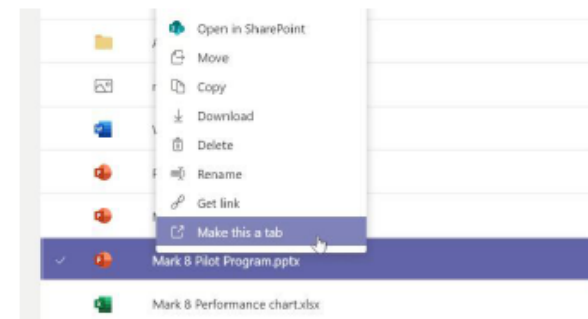 Open in SharePoint
Move
Copy
Download
Delete
Rename
Get link
Make this a tab
Mark 8 Pilot Program.pptx
Mark 8 Performance chart.xlsx